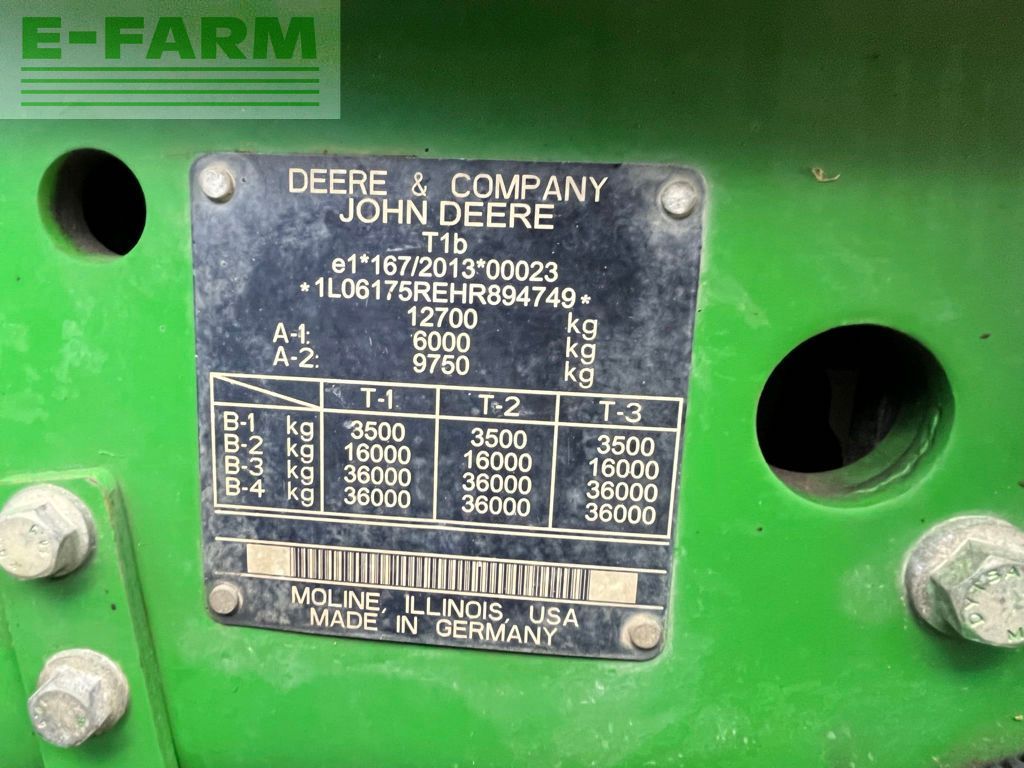 E-FARM
DEERE & COMPANY
JOHN DEERE
T1b
e1*167/2013*00023
*1L06175REHR894749*
12700 kg
A-1: 6000 kg
A-2: 9750 kg
T-1 T-2 T-3
B-1 kg 3500 3500 3500
B-2 kg 16000 16000 16000
B-3 kg 36000 36000 36000
B-4 kg 36000 36000 36000
MOLINE, ILLINOIS, USA
MADE IN GERMANY